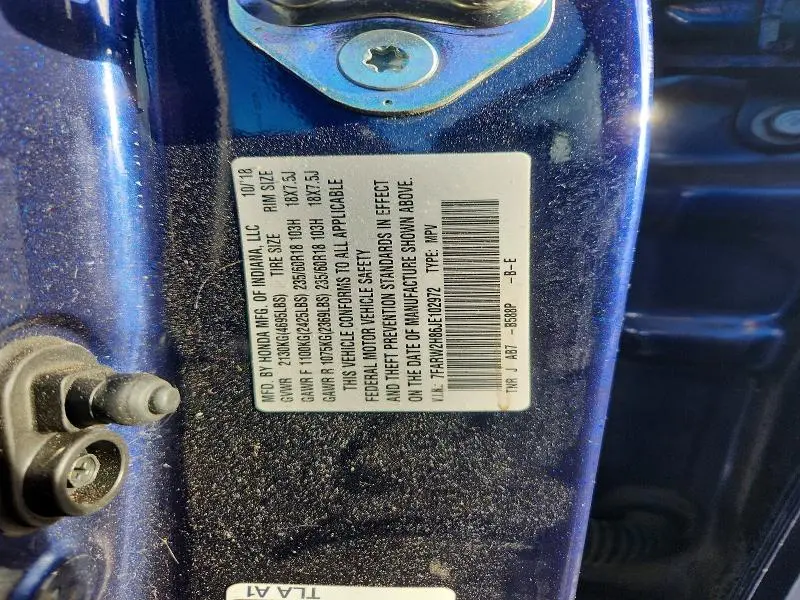 MFD. BY HONDA MFG. OF INDIANA, LLC 10/18
GVWR 2130KG(4695LBS) TIRE SIZE RIM SIZE
GAWR F 1100KG(2425LBS) 235/60R18 103H 18X7.5J
GAWR R 1075KG(2369LBS) 235/60R18 103H 18X7.5J
THIS VEHICLE CONFORMS TO ALL APPLICABLE
FEDERAL MOTOR VEHICLE SAFETY
AND THEFT PREVENTION STANDARDS IN EFFECT
ON THE DATE OF MANUFACTURE SHOWN ABOVE.
V.I.N.: 7FARW2H86JE102972 TYPE: MPV
TNR J AB7 -B588P -B-E
TLA A1